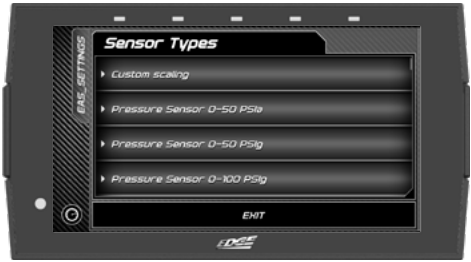 Sensor Types
EAS_SETTINGS
Custom scaling
Pressure Sensor 0-50 PSIa
Pressure Sensor 0-50 PSIg
Pressure Sensor 0-100 PSIg
EXIT
EDGE